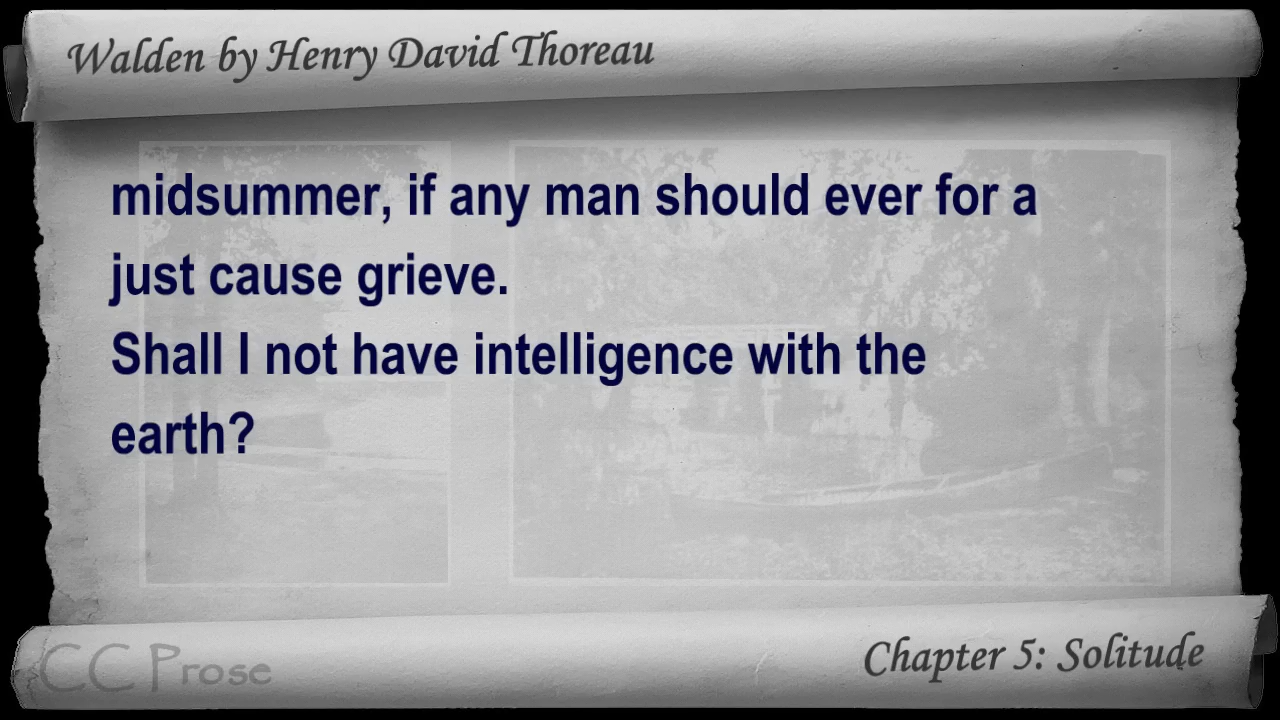 Walden by Henry David Thoreau
midsummer, if any man should ever for a
just cause grieve.
Shall I not have intelligence with the
earth?
CC Prose
Chapter 5: Solitude